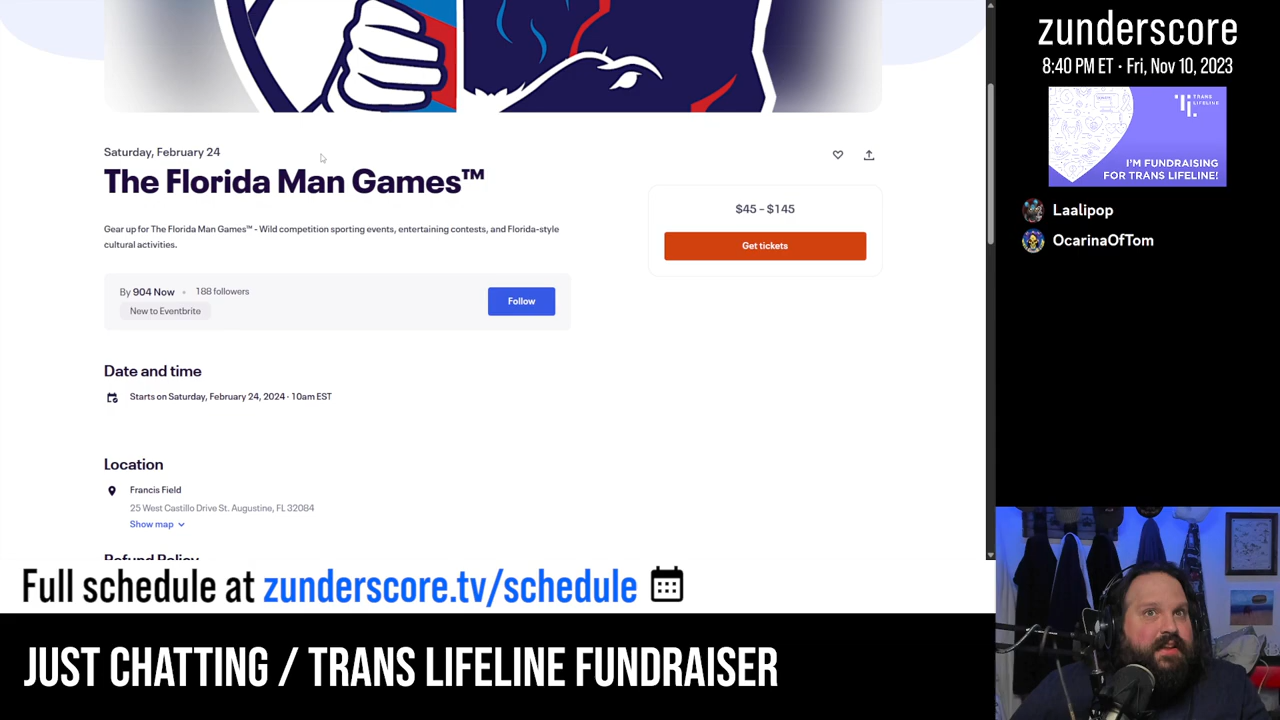 Saturday, February 24
The Florida Man Games™
Gear up for The Florida Man Games™ - Wild competition sporting events, entertaining contests, and Florida-style
cultural activities.
By 904 Now • 188 followers
New to Eventbrite
Follow
$45 – $145
Get tickets
Date and time
Starts on Saturday, February 24, 2024 · 10am EST
Location
Francis Field
25 West Castillo Drive St. Augustine, FL 32084
Show map
Refund Policy
Full schedule at zunderscore.tv/schedule
JUST CHATTING / TRANS LIFELINE FUNDRAISER
zunderscore
8:40 PM ET · Fri, Nov 10, 2023
TRANS
LIFELINE
I'M FUNDRAISING
FOR TRANS LIFELINE!
Laalipop
OcarinaOfTom